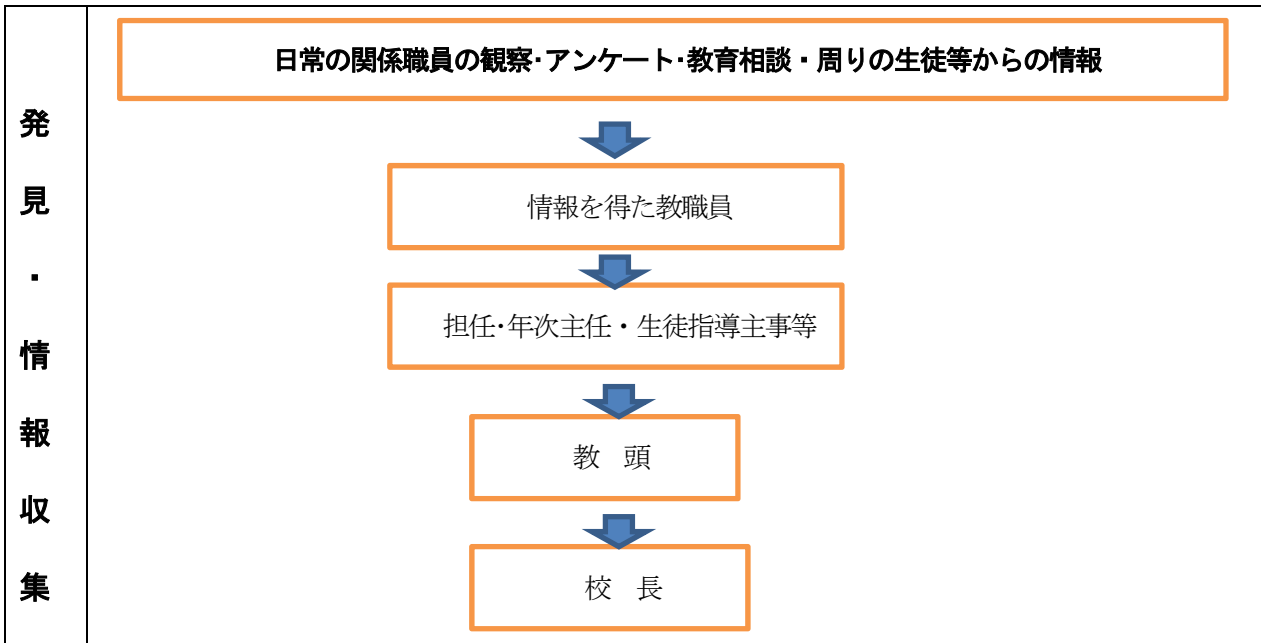 発見・情報収集
日常の関係職員の観察・アンケート・教育相談・周りの生徒等からの情報
情報を得た教職員
担任・年次主任・生徒指導主事等
教　頭
校　長